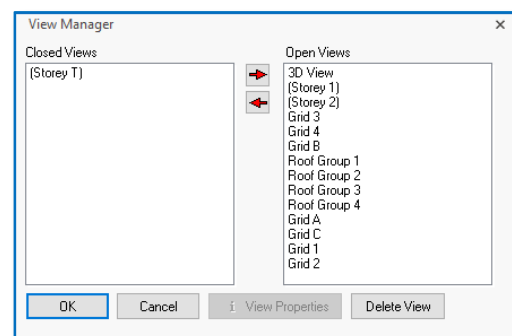 View Manager
Closed Views
Open Views
(Storey T)
3D View
(Storey 1)
(Storey 2)
Grid 3
Grid 4
Grid B
Roof Group 1
Roof Group 2
Roof Group 3
Roof Group 4
Grid A
Grid C
Grid 1
Grid 2
OK
Cancel
i View Properties
Delete View